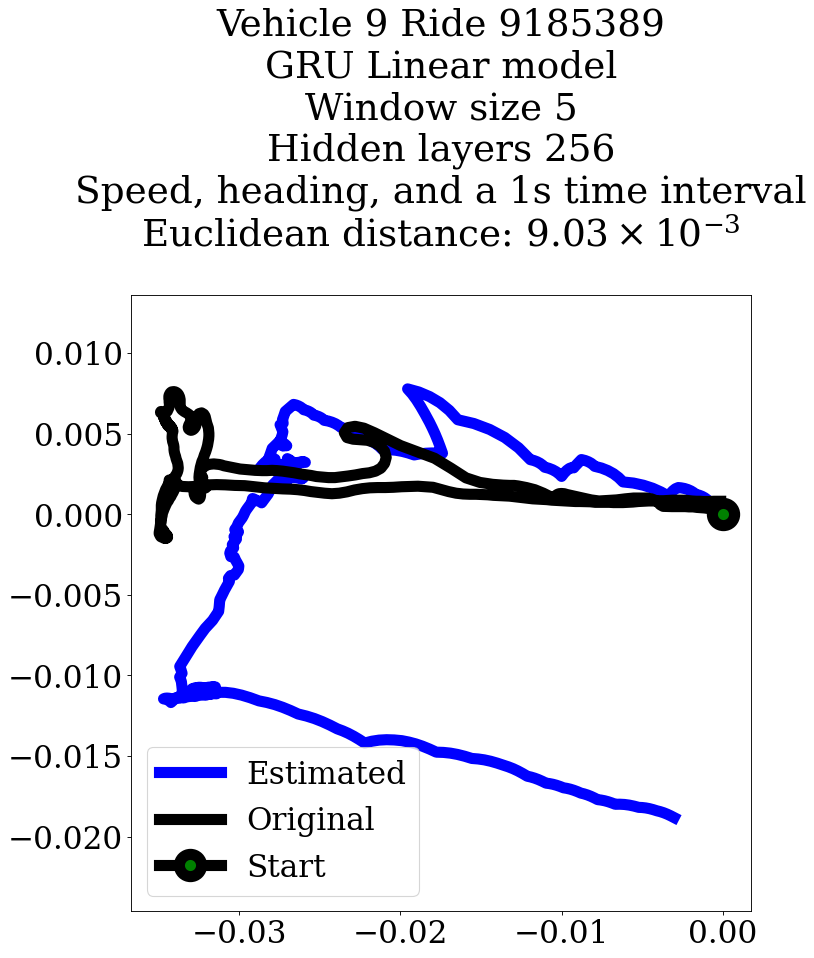 Vehicle 9 Ride 9185389
GRU Linear model
Window size 5
Hidden layers 256
Speed, heading, and a 1s time interval
Euclidean distance: 9.03 × 10⁻³
0.010
0.005
0.000
−0.005
−0.010
−0.015
−0.020
Estimated
Original
Start
−0.03
−0.02
−0.01
0.00